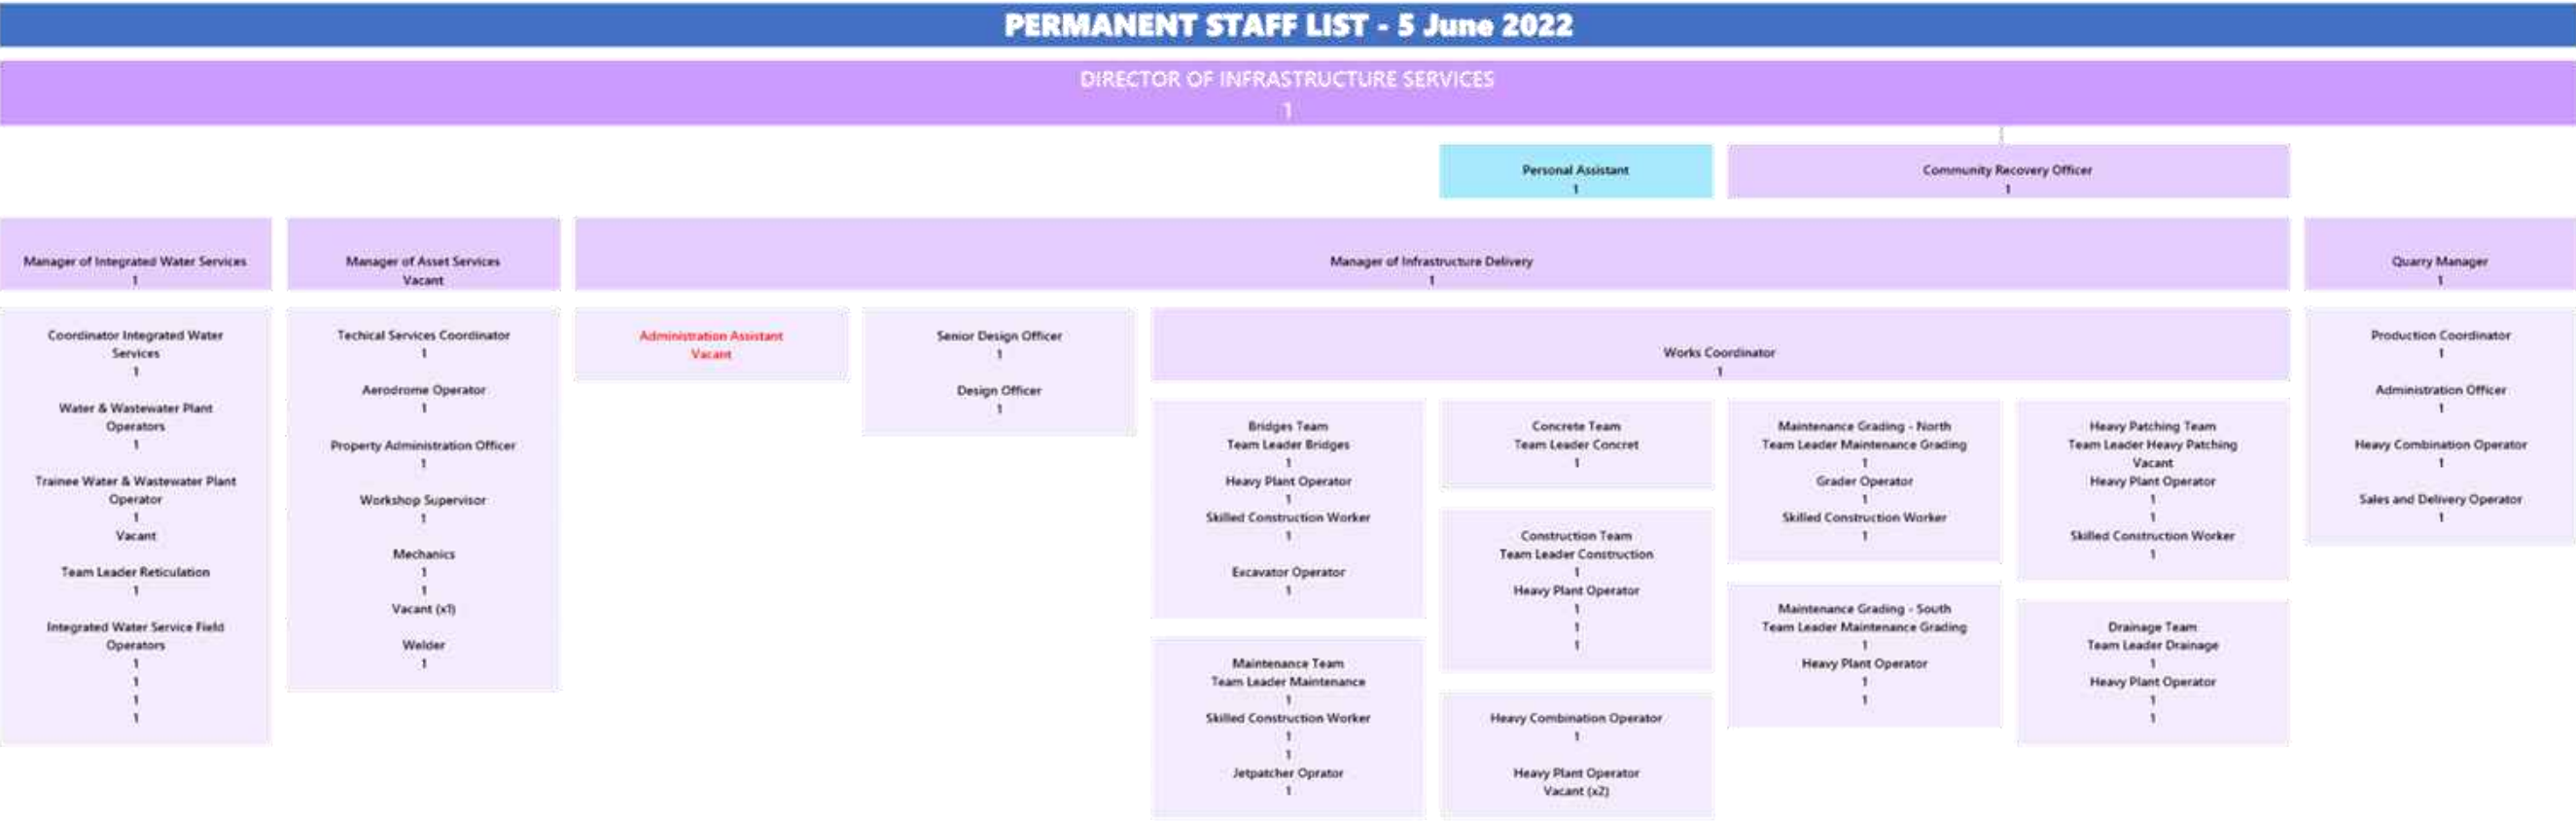 PERMANENT STAFF LIST - 5 June 2022
DIRECTOR OF INFRASTRUCTURE SERVICES
1
Personal Assistant
1
Community Recovery Officer
1
Manager of Integrated Water Services
1
Manager of Asset Services
Vacant
Manager of Infrastructure Delivery
1
Quarry Manager
1
Coordinator Integrated Water
Services
1
Water & Wastewater Plant
Operators
1
Trainee Water & Wastewater Plant
Operator
1
Vacant
Team Leader Reticulation
1
Integrated Water Service Field
Operators
1
1
1
1
Techical Services Coordinator
1
Aerodrome Operator
1
Property Administration Officer
1
Workshop Supervisor
1
Mechanics
1
1
Vacant (x1)
Welder
1
Administration Assistant
Vacant
Senior Design Officer
1
Design Officer
1
Works Coordinator
1
Bridges Team
Team Leader Bridges
1
Heavy Plant Operator
1
Skilled Construction Worker
1
Excavator Operator
1
Maintenance Team
Team Leader Maintenance
1
Skilled Construction Worker
1
1
Jetpatcher Oprator
1
Concrete Team
Team Leader Concret
1
Construction Team
Team Leader Construction
1
Heavy Plant Operator
1
1
1
Heavy Combination Operator
1
Heavy Plant Operator
Vacant (x2)
Maintenance Grading - North
Team Leader Maintenance Grading
1
Grader Operator
1
Skilled Construction Worker
1
Maintenance Grading - South
Team Leader Maintenance Grading
1
Heavy Plant Operator
1
1
Heavy Patching Team
Team Leader Heavy Patching
Vacant
Heavy Plant Operator
1
1
Skilled Construction Worker
1
Drainage Team
Team Leader Drainage
1
Heavy Plant Operator
1
1
Production Coordinator
1
Administration Officer
1
Heavy Combination Operator
1
Sales and Delivery Operator
1